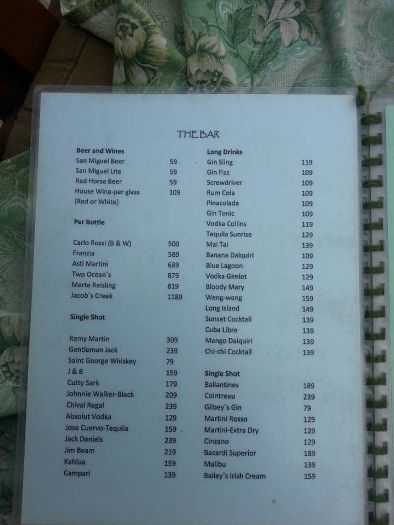 THE BAR
Beer and Wines
San Miguel Beer 59
San Miguel Lite 59
Red Horse Beer 59
House Wine-per glass 109
(Red or White)
Per Bottle
Carlo Rossi (B & W) 509
Franzia 589
Asti Martini 689
Two Ocean's 879
Merte Reisling 819
Jacob's Creek 1189
Single Shot
Remy Martin 309
Gentleman Jack 239
Saint George Whiskey 79
J & B 159
Cutty Sark 179
Johnnie Walker-Black 209
Chival Regal 239
Absolut Vodka 129
Jose Cuervo-Tequila 159
Jack Daniels 239
Jim Beam 219
Kahlua 159
Campari 139
Long Drinks
Gin Sling 119
Gin Fizz 109
Screwdriver 109
Rum Cola 109
Pinacolada 109
Gin Tonic 109
Vodka Collins 119
Tequila Sunrise 129
Mai Tai 139
Banana Daiquiri 109
Blue Lagoon 129
Vodka Gimlet 129
Bloody Mary 149
Weng-weng 159
Long Island 149
Sunset Cocktail 139
Cuba Libre 139
Mango Daiquiri 139
Chi-chi Cocktail 139
Single Shot
Ballantines 189
Cointreau 239
Gilbey's Gin 79
Martini Rosso 129
Martini-Extra Dry 129
Cinzano 129
Bacardi Superior 189
Malibu 139
Bailey's Irish Cream 159